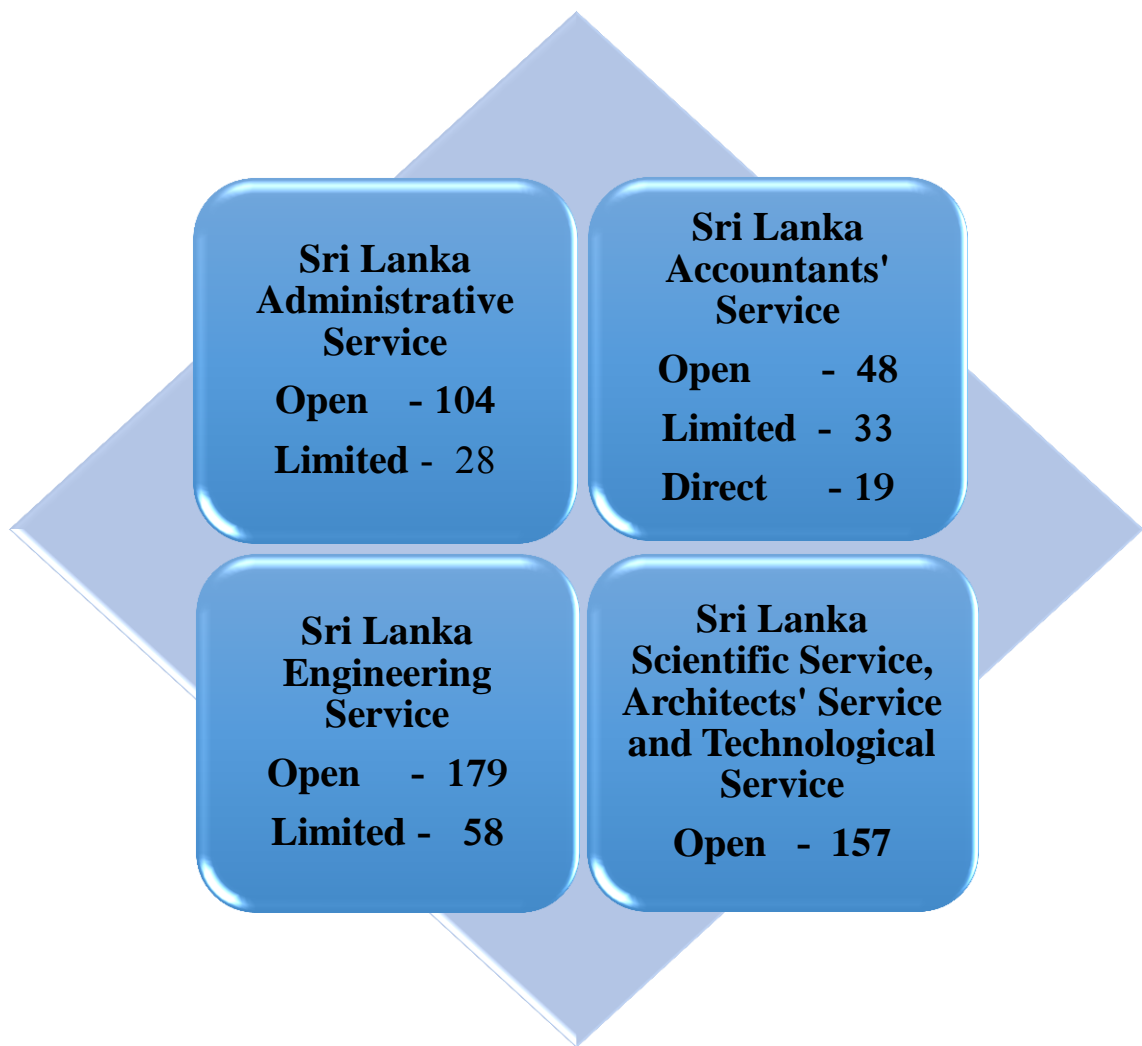 Sri Lanka
Administrative
Service
Open - 104
Limited - 28
Sri Lanka
Accountants'
Service
Open - 48
Limited - 33
Direct - 19
Sri Lanka
Engineering
Service
Open - 179
Limited - 58
Sri Lanka
Scientific Service,
Architects' Service
and Technological
Service
Open - 157